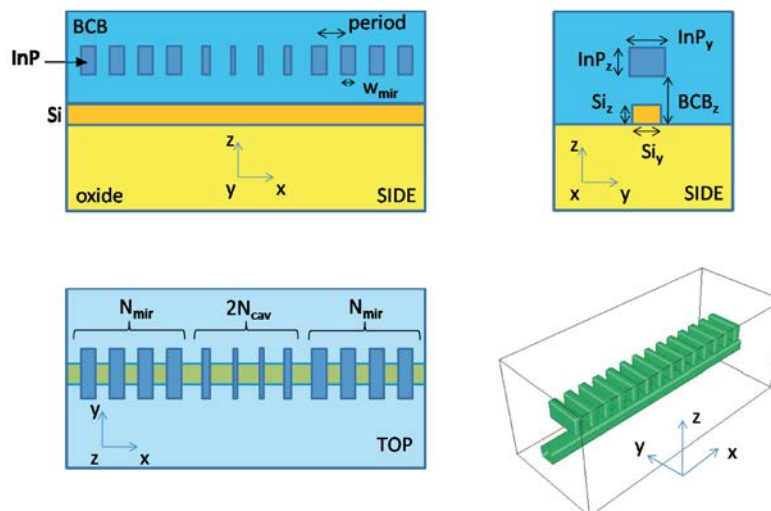 BCB
period
InP
w_mir
Si
z
y x
oxide SIDE
InP_y
InP_z
Si_z
BCB_z
Si_y
z
x y
SIDE
N_mir 2N_cav N_mir
y
z x
TOP
z
y x